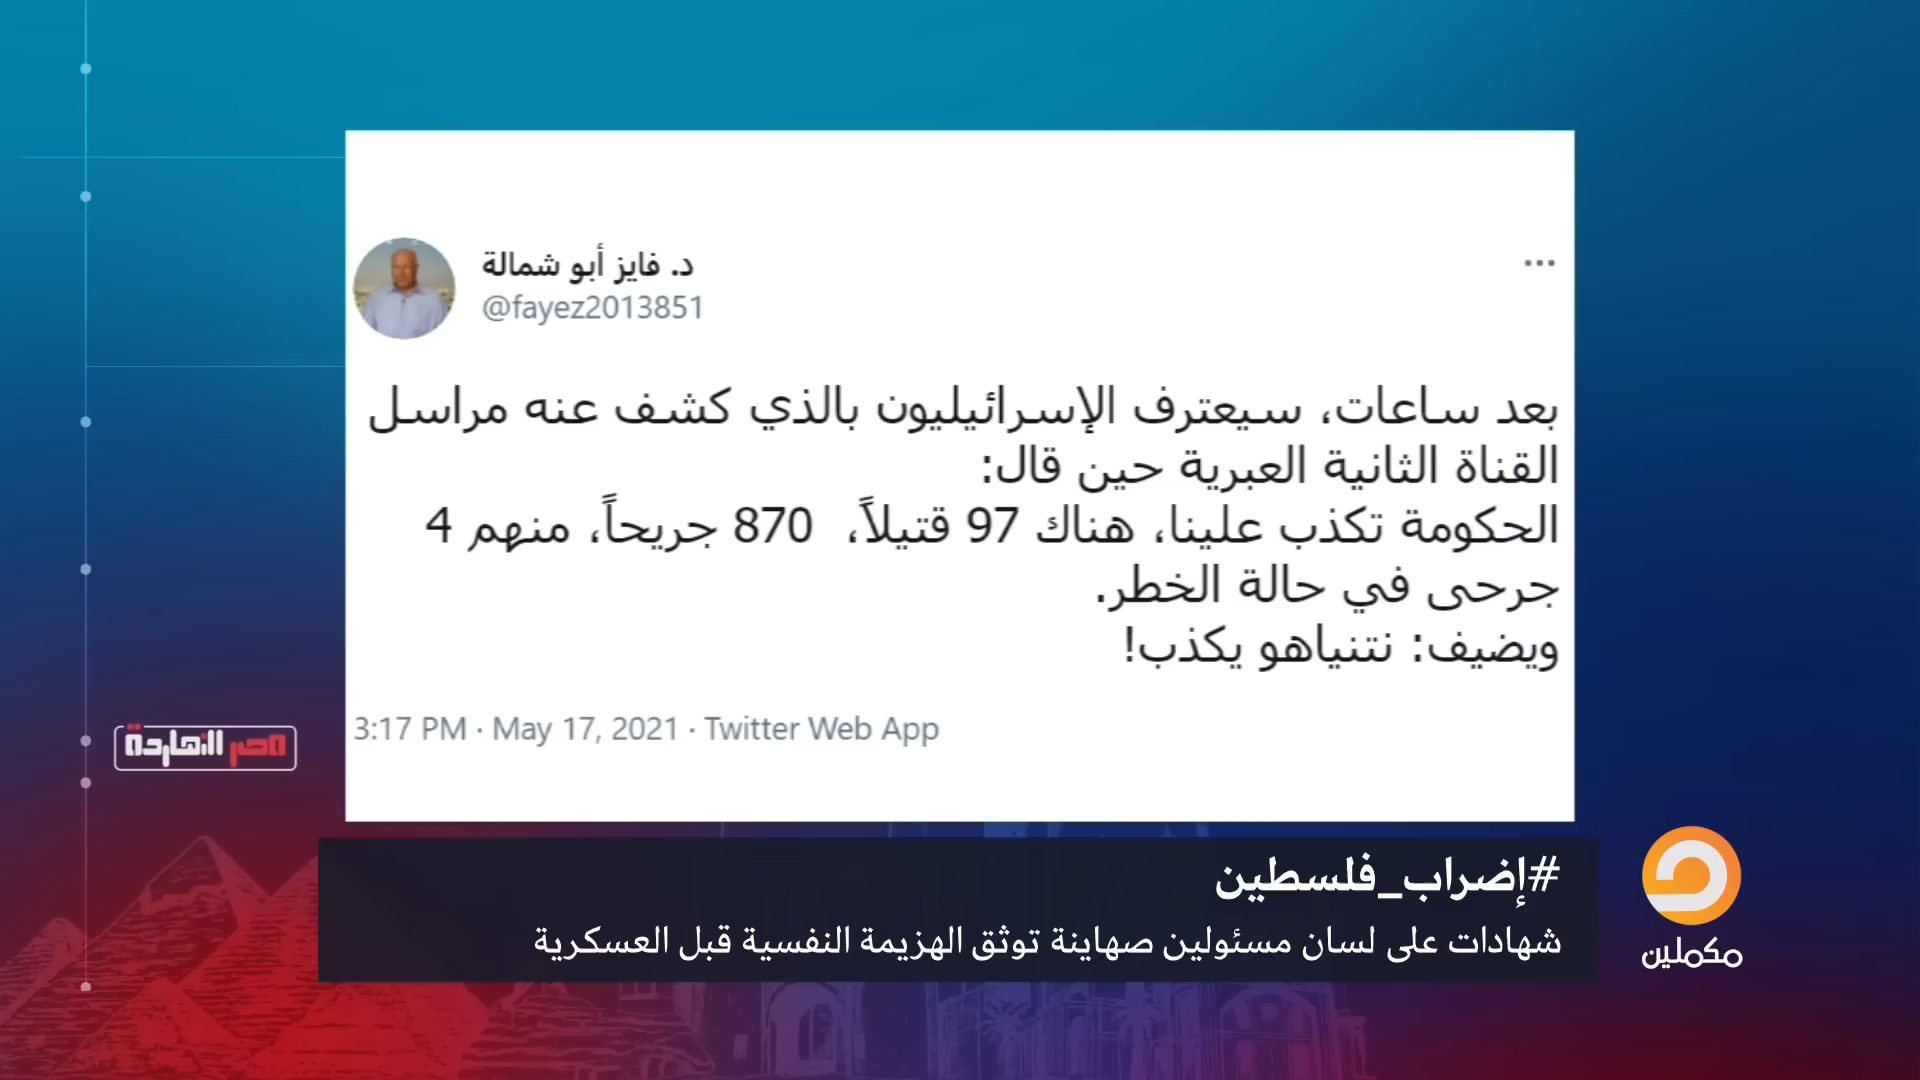 د. فايز أبو شمالة
@fayez2013851
بعد ساعات، سيعترف الإسرائيليون بالذي كشف عنه مراسل
القناة الثانية العبرية حين قال:
الحكومة تكذب علينا، هناك 97 قتيلاً، 870 جريحاً، منهم 4
جرحى في حالة الخطر.
ويضيف: نتنياهو يكذب!
3:17 PM · May 17, 2021 · Twitter Web App
مصر النهاردة
#إضراب_فلسطين
شهادات على لسان مسئولين صهاينة توثق الهزيمة النفسية قبل العسكرية
مكملين